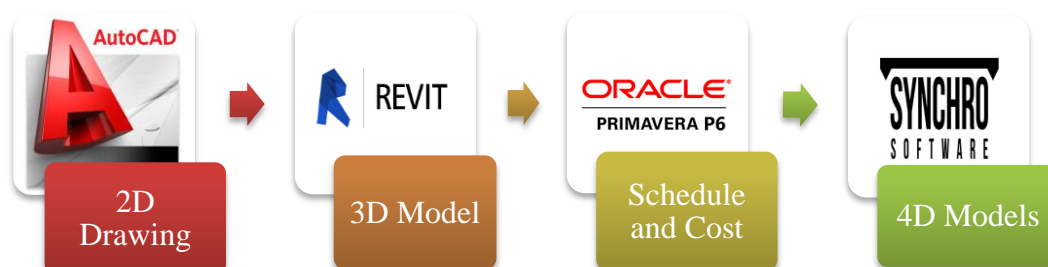 AutoCAD
2D
Drawing
REVIT
3D Model
ORACLE®
PRIMAVERA P6
Schedule
and Cost
SYNCHRO
SOFTWARE
4D Models